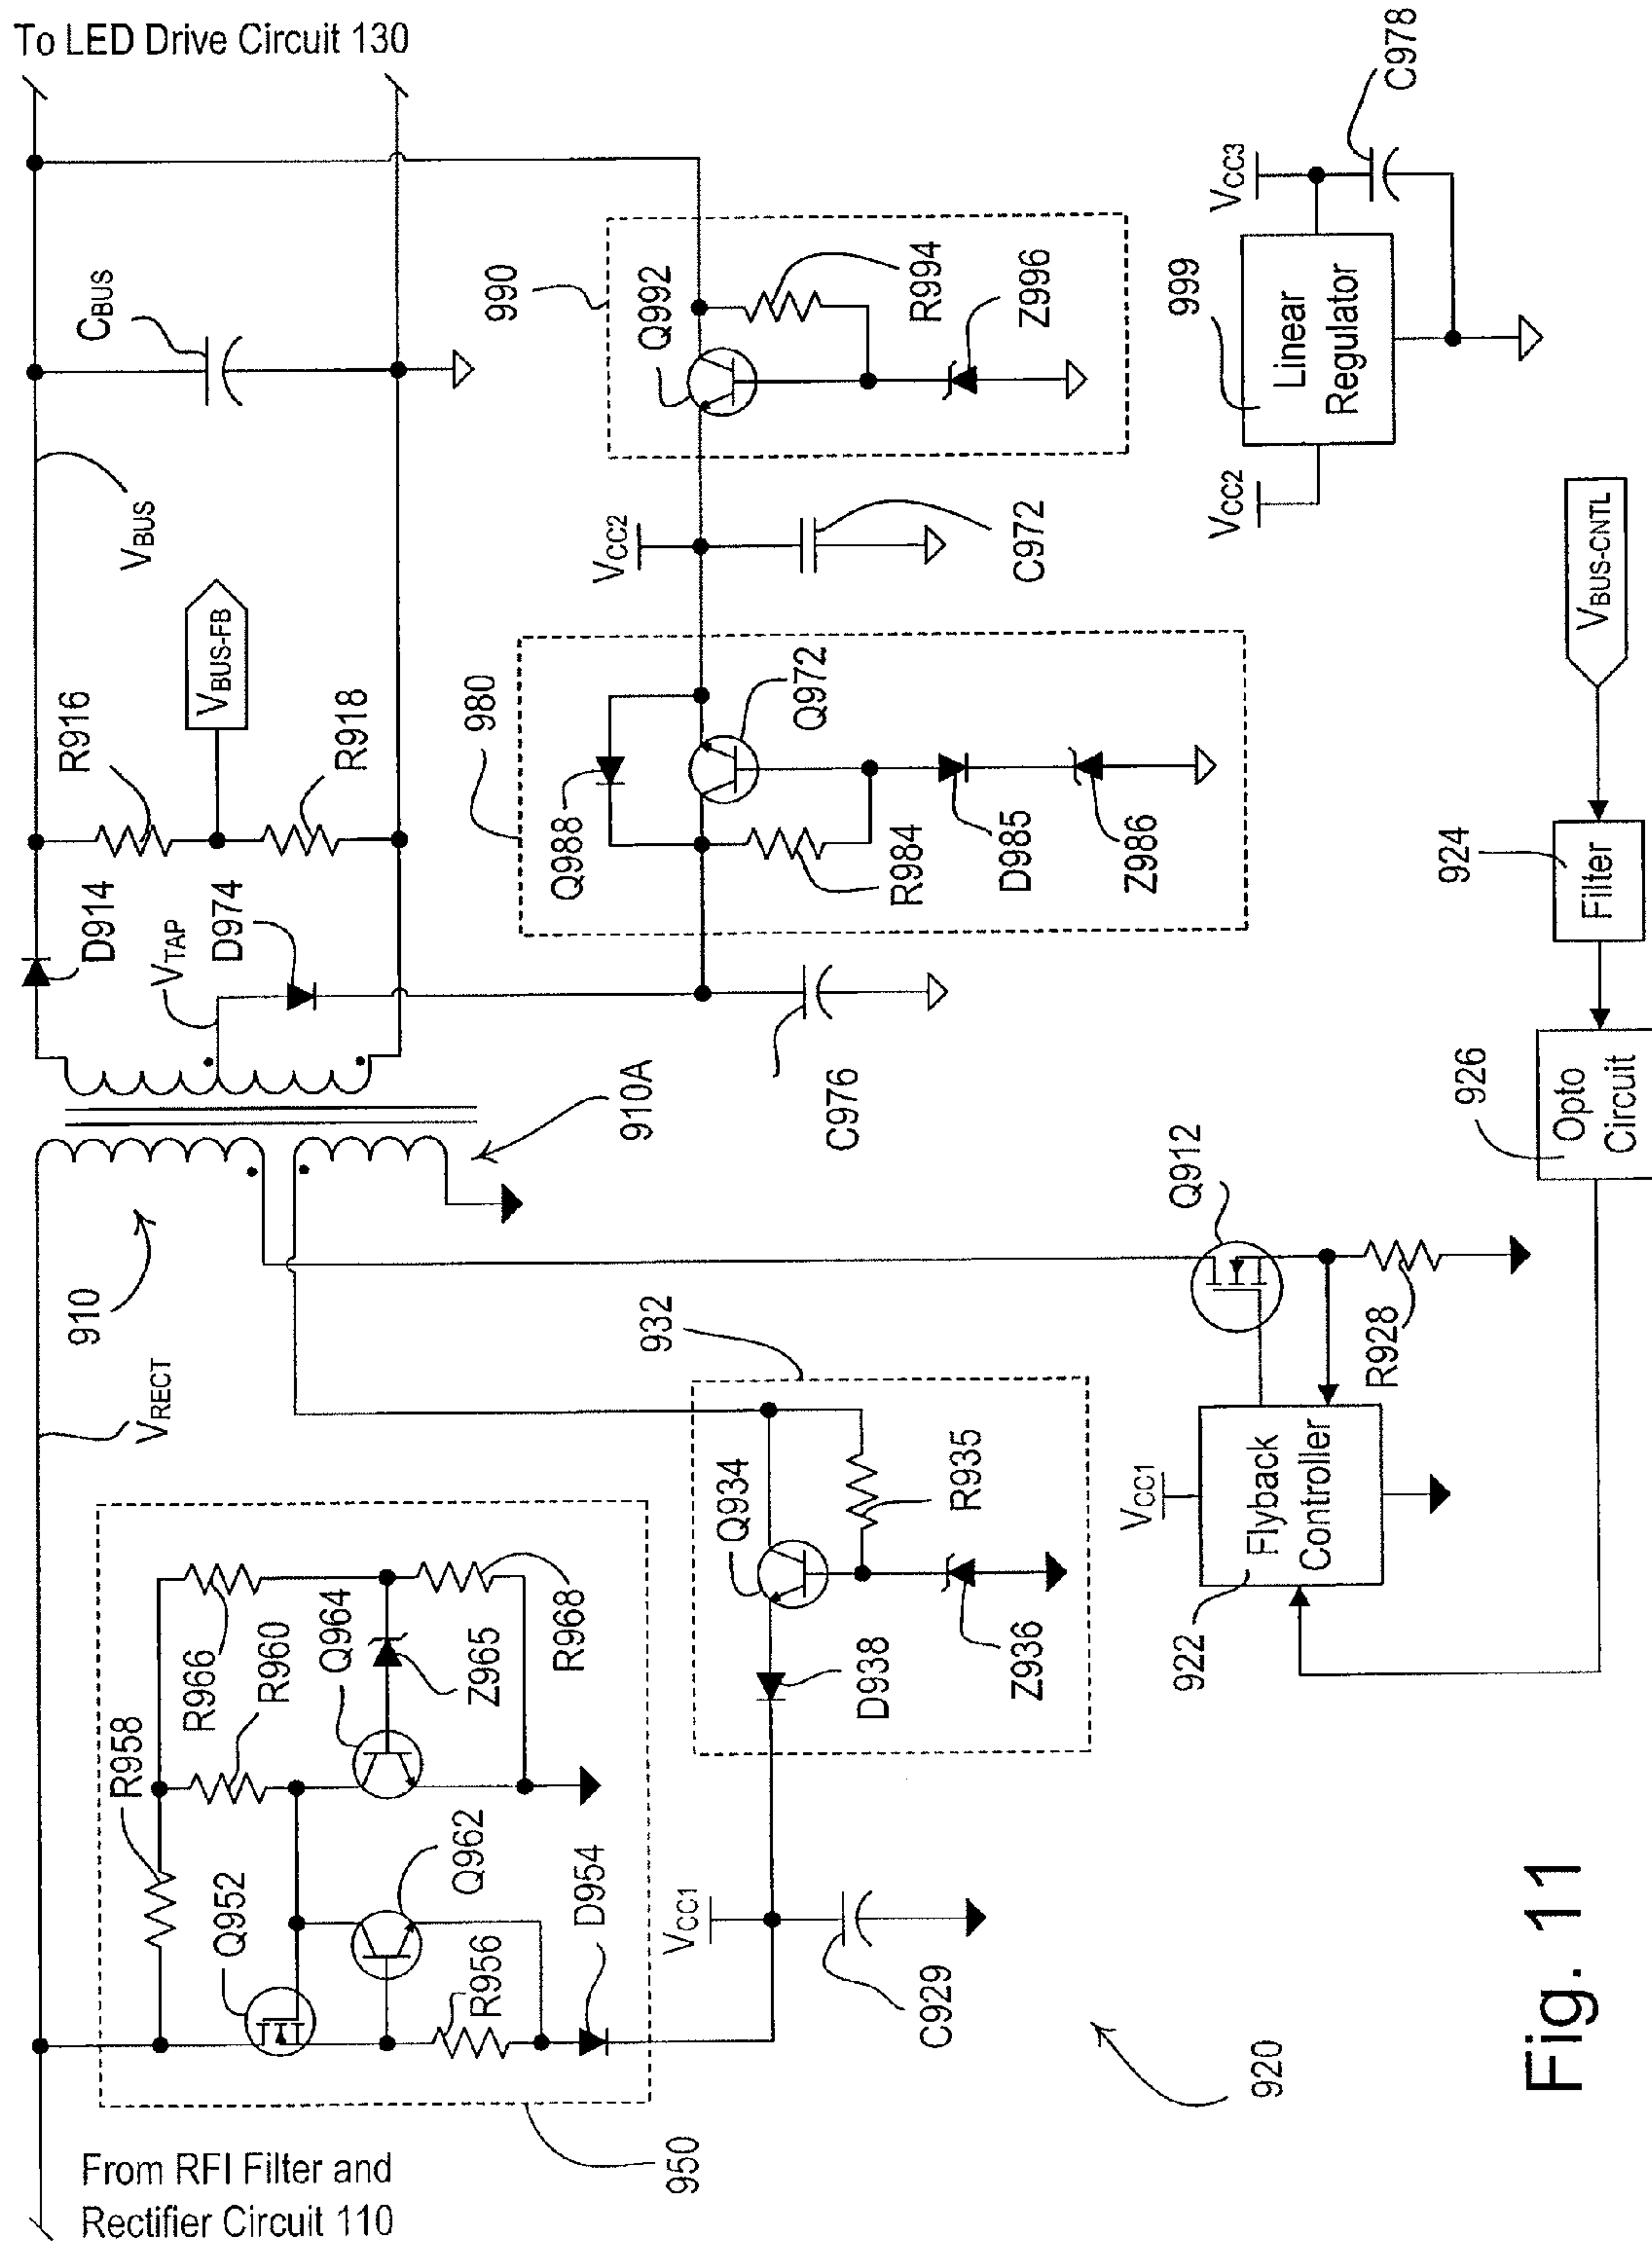 To LED Drive Circuit 130
CBUS
VBUS
R916
VBUS-FB
R918
D914
VTAP
D974
990
Q992
R994
Z996
VCC2
C972
980
Q988
Q972
R984
D985
Z986
C976
910A
910
VCC3
C978
999
Linear
Regulator
VCC2
VBUS-CNTL
924
Filter
926
Opto
Circuit
Q912
R928
VCC1
Flyback
Controller
922
VRECT
932
Q934
R935
D938
Z936
R958
R966
R960
Q964
Z965
R968
Q952
Q962
R956
D954
VCC1
C929
950
920
From RFI Filter and
Rectifier Circuit 110
Fig. 11